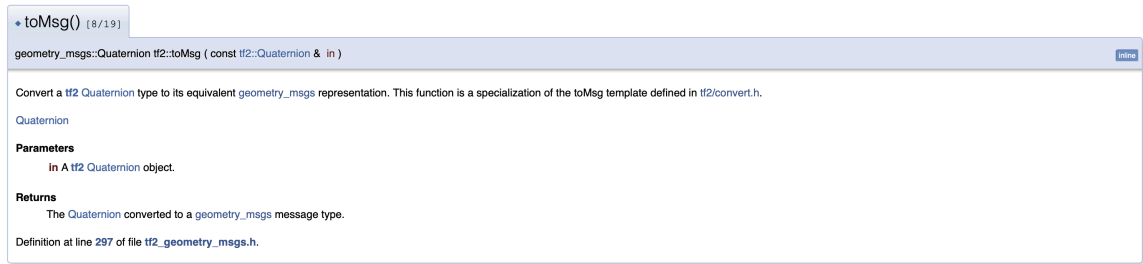 ◆ toMsg() [8/19]
geometry_msgs::Quaternion tf2::toMsg ( const tf2::Quaternion & in ) inline
Convert a tf2 Quaternion type to its equivalent geometry_msgs representation. This function is a specialization of the toMsg template defined in tf2/convert.h.
Quaternion
Parameters
in A tf2 Quaternion object.
Returns
The Quaternion converted to a geometry_msgs message type.
Definition at line 297 of file tf2_geometry_msgs.h.